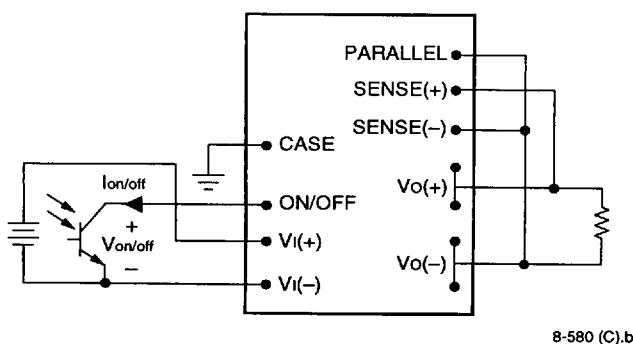 PARALLEL
SENSE(+)
SENSE(–)
CASE
Ion/off
ON/OFF
VO(+)
+
Von/off
–
VI(+)
VI(–)
VO(–)
8-580 (C).b